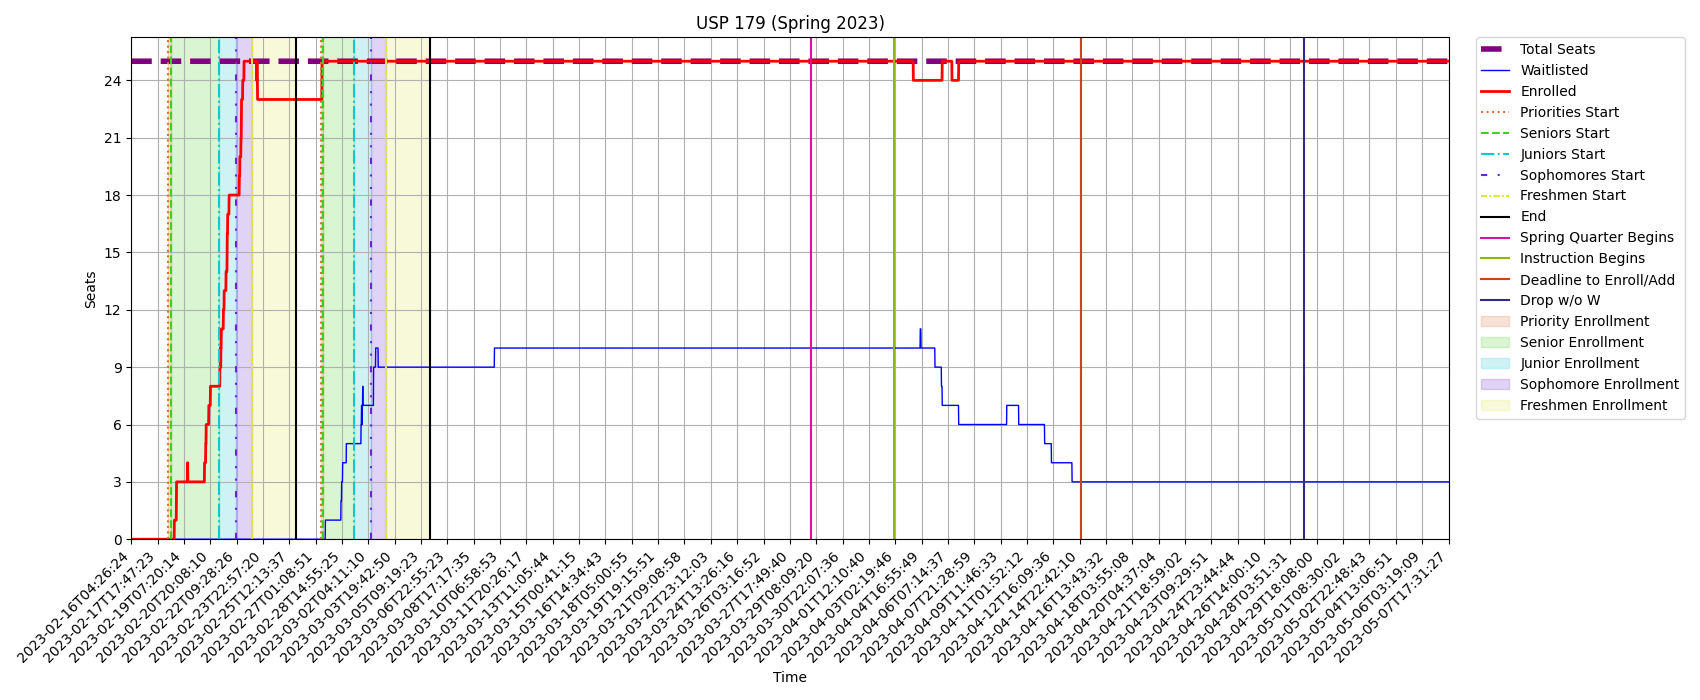 USP 179 (Spring 2023)
Seats
24
21
18
15
12
9
6
3
0
2023-02-16T04:26:24
2023-02-17T17:47:23
2023-02-19T07:20:14
2023-02-20T20:08:10
2023-02-22T09:28:26
2023-02-23T22:57:20
2023-02-25T12:13:37
2023-02-27T01:08:51
2023-02-28T14:55:25
2023-03-02T04:11:10
2023-03-03T19:42:50
2023-03-05T09:19:23
2023-03-06T22:55:23
2023-03-08T17:17:35
2023-03-10T06:58:53
2023-03-11T20:26:17
2023-03-13T11:05:44
2023-03-15T00:41:15
2023-03-16T14:34:43
2023-03-18T05:00:55
2023-03-19T19:15:51
2023-03-21T09:08:58
2023-03-22T23:12:03
2023-03-24T13:26:16
2023-03-26T03:16:52
2023-03-27T17:49:40
2023-03-29T08:09:20
2023-03-30T22:07:36
2023-04-01T12:10:40
2023-04-03T02:19:46
2023-04-04T16:55:49
2023-04-06T07:14:37
2023-04-07T21:28:59
2023-04-09T11:46:33
2023-04-11T01:52:12
2023-04-12T16:09:36
2023-04-14T22:42:10
2023-04-16T13:43:32
2023-04-18T03:55:08
2023-04-20T04:37:04
2023-04-21T18:59:02
2023-04-23T09:29:51
2023-04-24T23:44:44
2023-04-26T14:00:10
2023-04-28T03:51:31
2023-04-29T18:08:00
2023-05-01T08:30:02
2023-05-02T22:48:43
2023-05-04T13:06:51
2023-05-06T03:19:09
2023-05-07T17:31:27
Time
Total Seats
Waitlisted
Enrolled
Priorities Start
Seniors Start
Juniors Start
Sophomores Start
Freshmen Start
End
Spring Quarter Begins
Instruction Begins
Deadline to Enroll/Add
Drop w/o W
Priority Enrollment
Senior Enrollment
Junior Enrollment
Sophomore Enrollment
Freshmen Enrollment